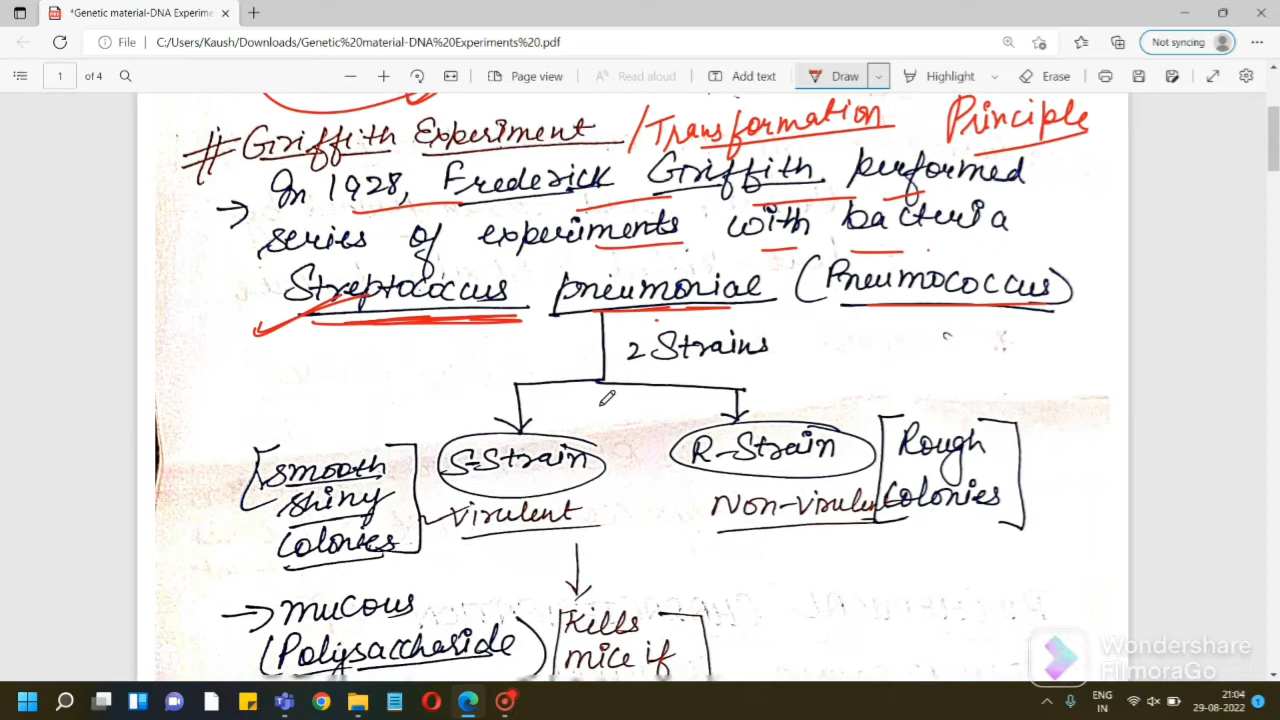 *Genetic material-DNA Experime
File C:/Users/Kaush/Downloads/Genetic%20material-DNA%20Experiments%20.pdf
Not syncing
1 of 4
Page view
Read aloud
Add text
Draw
Highlight
Erase
# Griffith Experiment /Transformation Principle
→ In 1928, Frederick Griffith performed
series of experiments with bacteria
Streptococcus pneumoniae (Pneumococcus)
2 Strains
S-Strain
R-Strain
[smooth
shiny
colonies]
virulent
Non-virulent
[Rough
Colonies]
→ mucous
(Polysaccharide)
[Kills
mice if
Wondershare
FilmoraGo
ENG
IN
21:04
29-08-2022